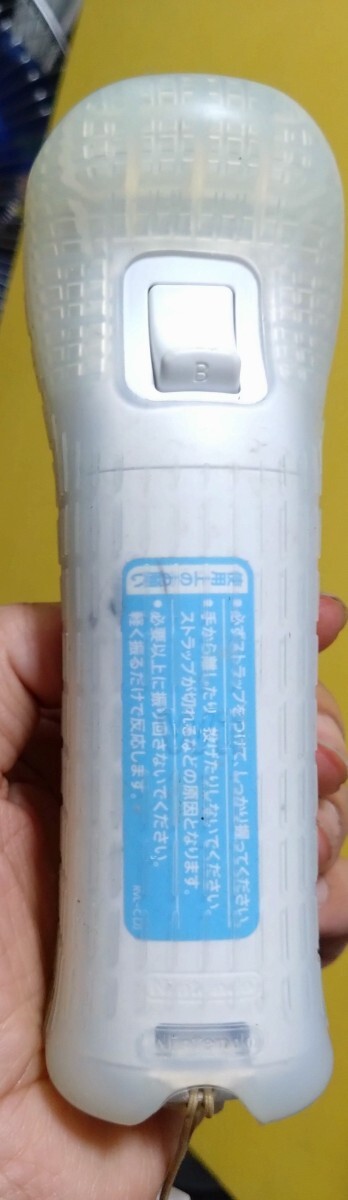 B
使用上のお願い
●必ずストラップをつけて、しっかり握ってください。
●手から離したり、投げたりしないでください。
ストラップが切れるなどの原因となります。
●必要以上に振り回さないでください。
軽く振るだけで反応します。